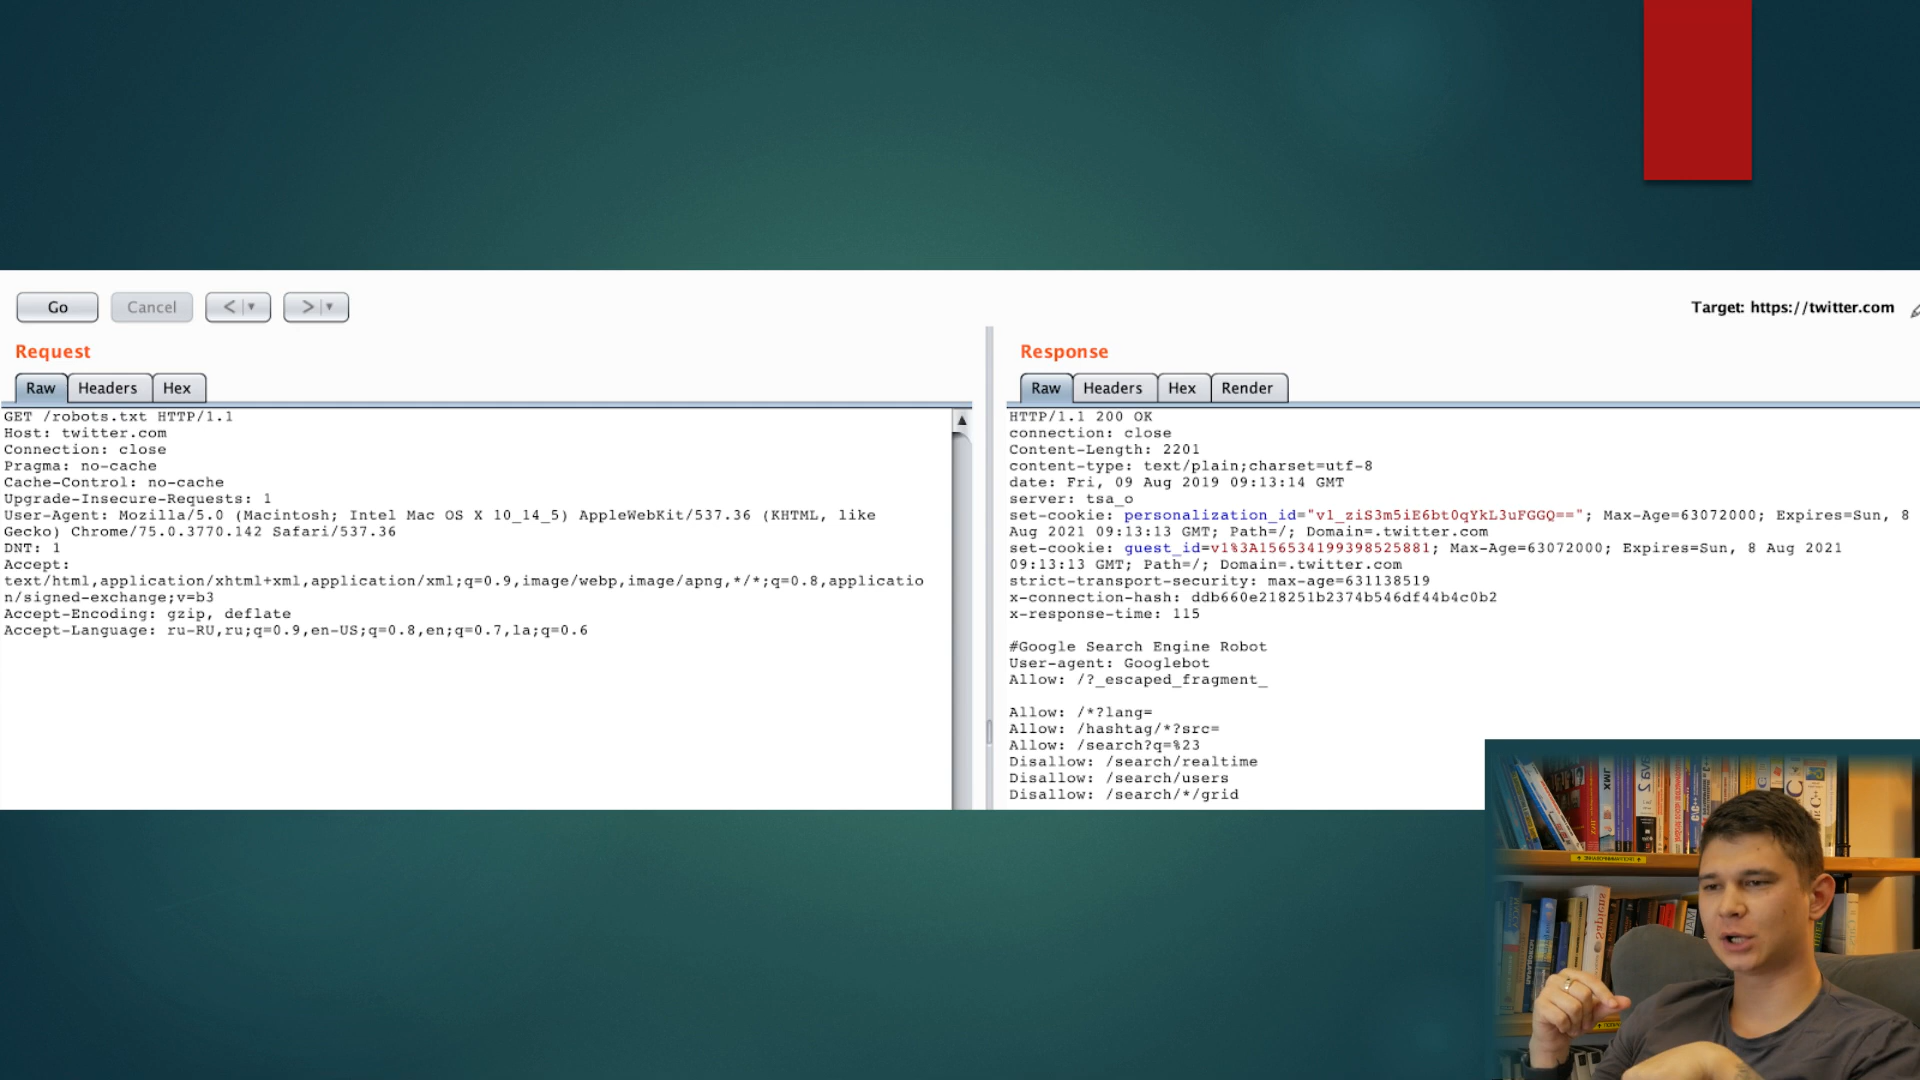 Go
Cancel
<
>
Target: https://twitter.com
Request
Raw
Headers
Hex
GET /robots.txt HTTP/1.1
Host: twitter.com
Connection: close
Pragma: no-cache
Cache-Control: no-cache
Upgrade-Insecure-Requests: 1
User-Agent: Mozilla/5.0 (Macintosh; Intel Mac OS X 10_14_5) AppleWebKit/537.36 (KHTML, like
Gecko) Chrome/75.0.3770.142 Safari/537.36
DNT: 1
Accept:
text/html,application/xhtml+xml,application/xml;q=0.9,image/webp,image/apng,*/*;q=0.8,applicatio
n/signed-exchange;v=b3
Accept-Encoding: gzip, deflate
Accept-Language: ru-RU,ru;q=0.9,en-US;q=0.8,en;q=0.7,la;q=0.6
Response
Raw
Headers
Hex
Render
HTTP/1.1 200 OK
connection: close
Content-Length: 2201
content-type: text/plain;charset=utf-8
date: Fri, 09 Aug 2019 09:13:14 GMT
server: tsa_o
set-cookie: personalization_id="v1_ziS3m5iE6bt0qYkL3uFGGQ=="; Max-Age=63072000; Expires=Sun, 8
Aug 2021 09:13:13 GMT; Path=/; Domain=.twitter.com
set-cookie: guest_id=v1%3A156534199398525881; Max-Age=63072000; Expires=Sun, 8 Aug 2021
09:13:13 GMT; Path=/; Domain=.twitter.com
strict-transport-security: max-age=631138519
x-connection-hash: ddb660e218251b2374b546df44b4c0b2
x-response-time: 115
#Google Search Engine Robot
User-agent: Googlebot
Allow: /?_escaped_fragment_
Allow: /*?lang=
Allow: /hashtag/*?src=
Allow: /search?q=%23
Disallow: /search/realtime
Disallow: /search/users
Disallow: /search/*/grid
Sapiens